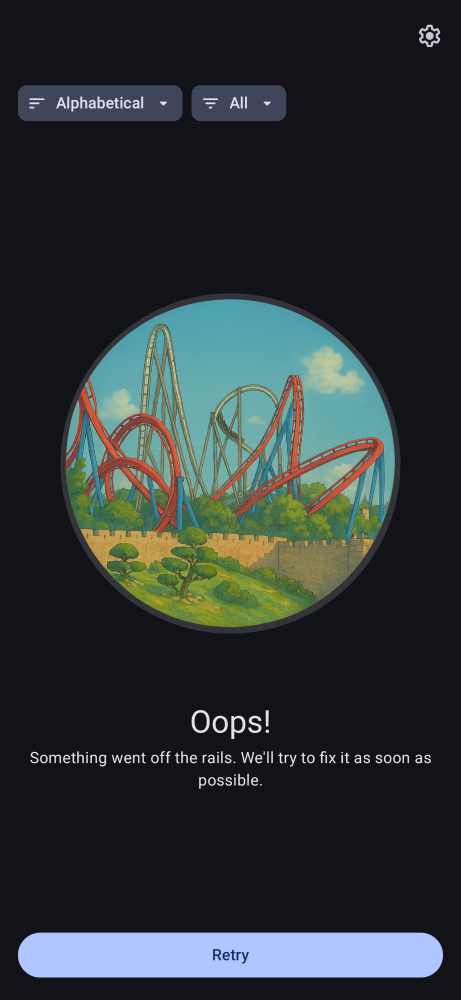 Alphabetical
All
Oops!
Something went off the rails. We'll try to fix it as soon as
possible.
Retry